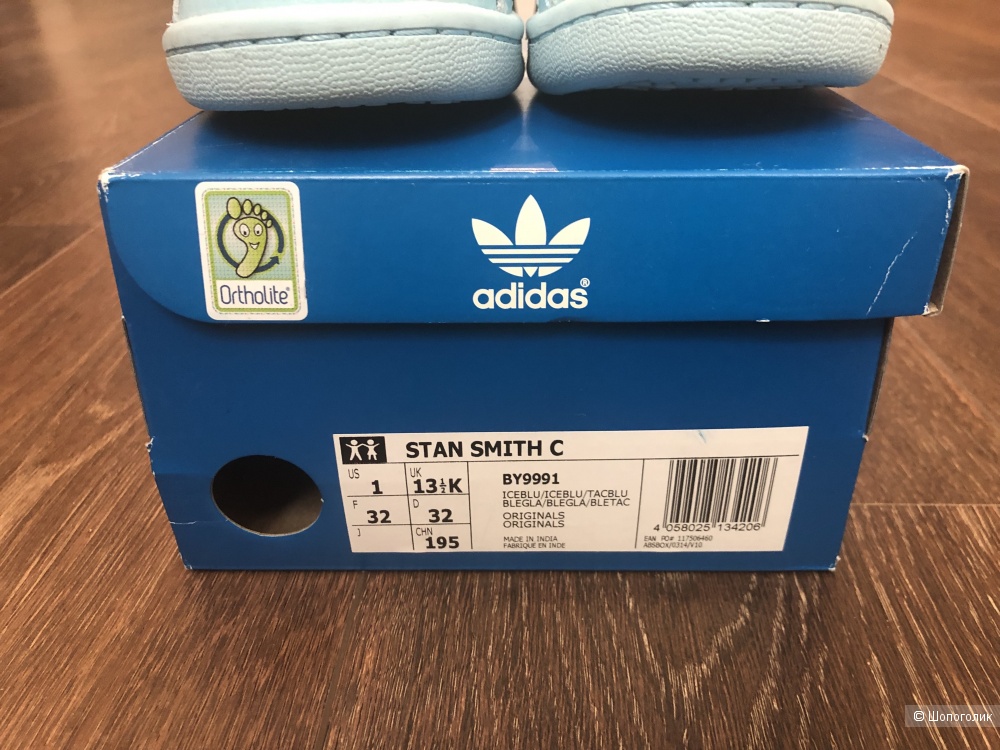 Ortholite®
adidas®
STAN SMITH C
US 1 UK 13½K
F 32 D 32
J CHN 195
BY9991
ICEBLU/ICEBLU/TACBLU
BLEGLA/BLEGLA/BLETAC
ORIGINALS
ORIGINALS
MADE IN INDIA
FABRIQUE EN INDE
4 058025 134206
EAN PO# 117506460
ABSBOX/0314/V10
© Шопоголик